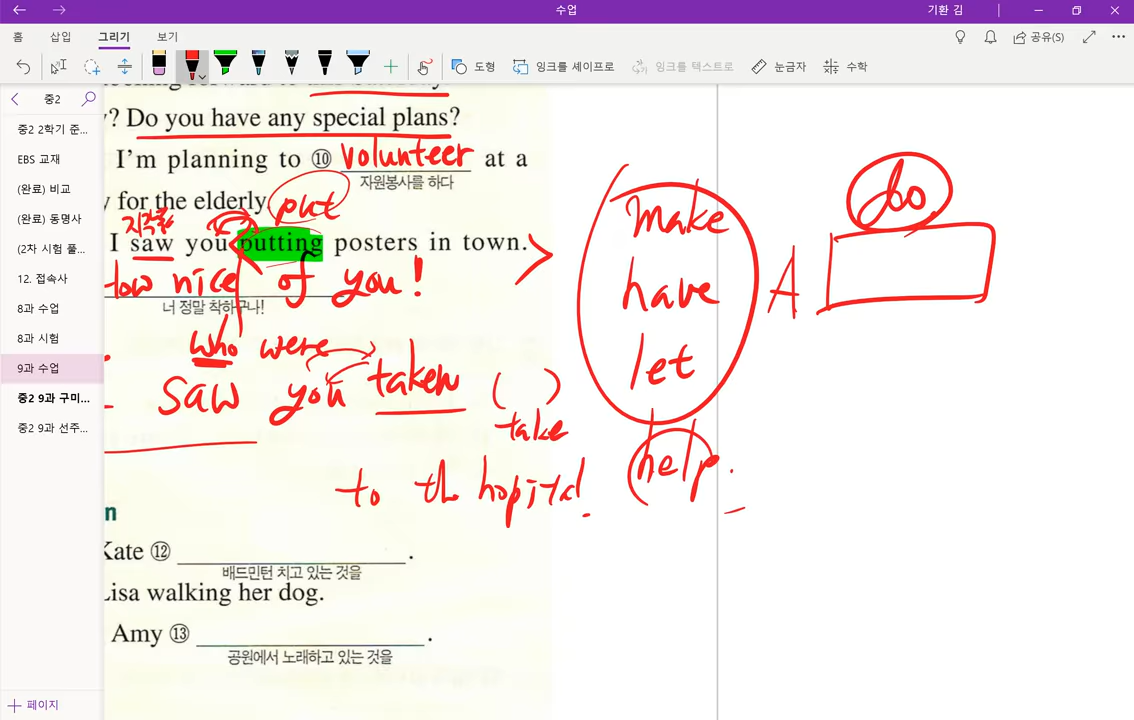 수업
기환 김
홈 삽입 그리기 보기
공유(S)
도형 잉크를 셰이프로 잉크를 텍스트로 눈금자 수학
중2
중2 2학기 준...
EBS 교재
(완료) 비교
(완료) 동명사
(2차 시험 풀...
12. 접속사
8과 수업
8과 시험
9과 수업
중2 9과 구미...
중2 9과 선주...
페이지
? Do you have any special plans?
I'm planning to ⑩ volunteer at a
자원봉사를 하다
for the elderly. put
지각동
I saw you putting posters in town.
How nice of you!
너 정말 착하구나!
who were
saw you taken ( )
take
to the hopital.
Kate ⑫ .
배드민턴 치고 있는 것을
Lisa walking her dog.
Amy ⑬ .
공원에서 노래하고 있는 것을
make
have
let
help.
A
do